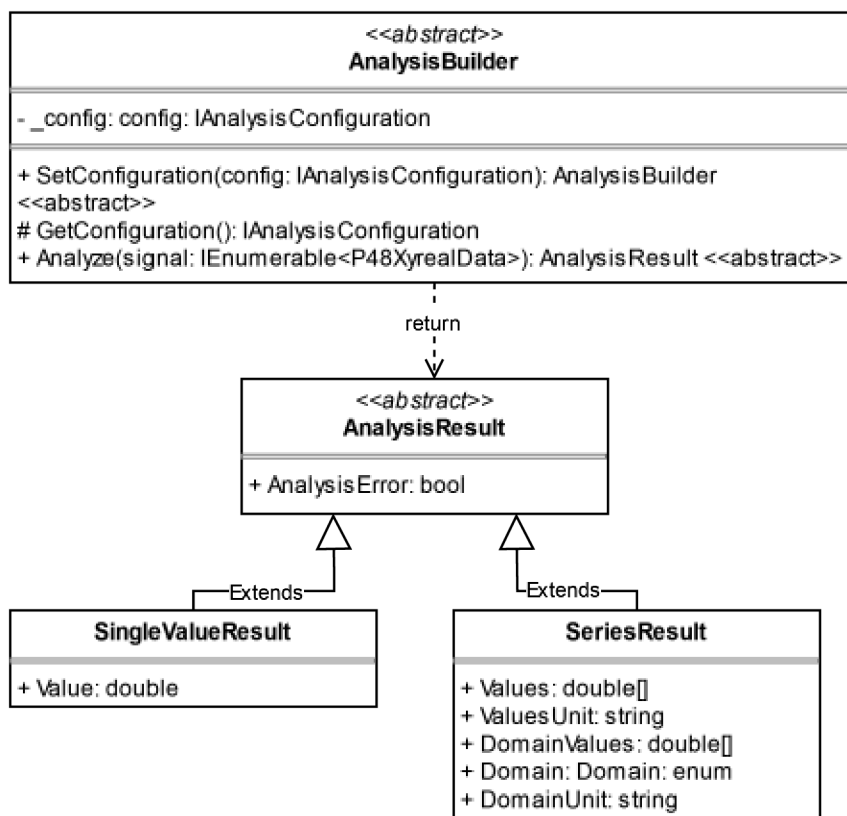 <<abstract>>
AnalysisBuilder
- _config: config: IAnalysisConfiguration
+ SetConfiguration(config: IAnalysisConfiguration): AnalysisBuilder
<<abstract>>
# GetConfiguration(): IAnalysisConfiguration
+ Analyze(signal: IEnumerable<P48XyrealData>): AnalysisResult <<abstract>>
return
<<abstract>>
AnalysisResult
+ AnalysisError: bool
Extends
Extends
SingleValueResult
+ Value: double
SeriesResult
+ Values: double[]
+ ValuesUnit: string
+ DomainValues: double[]
+ Domain: Domain: enum
+ DomainUnit: string